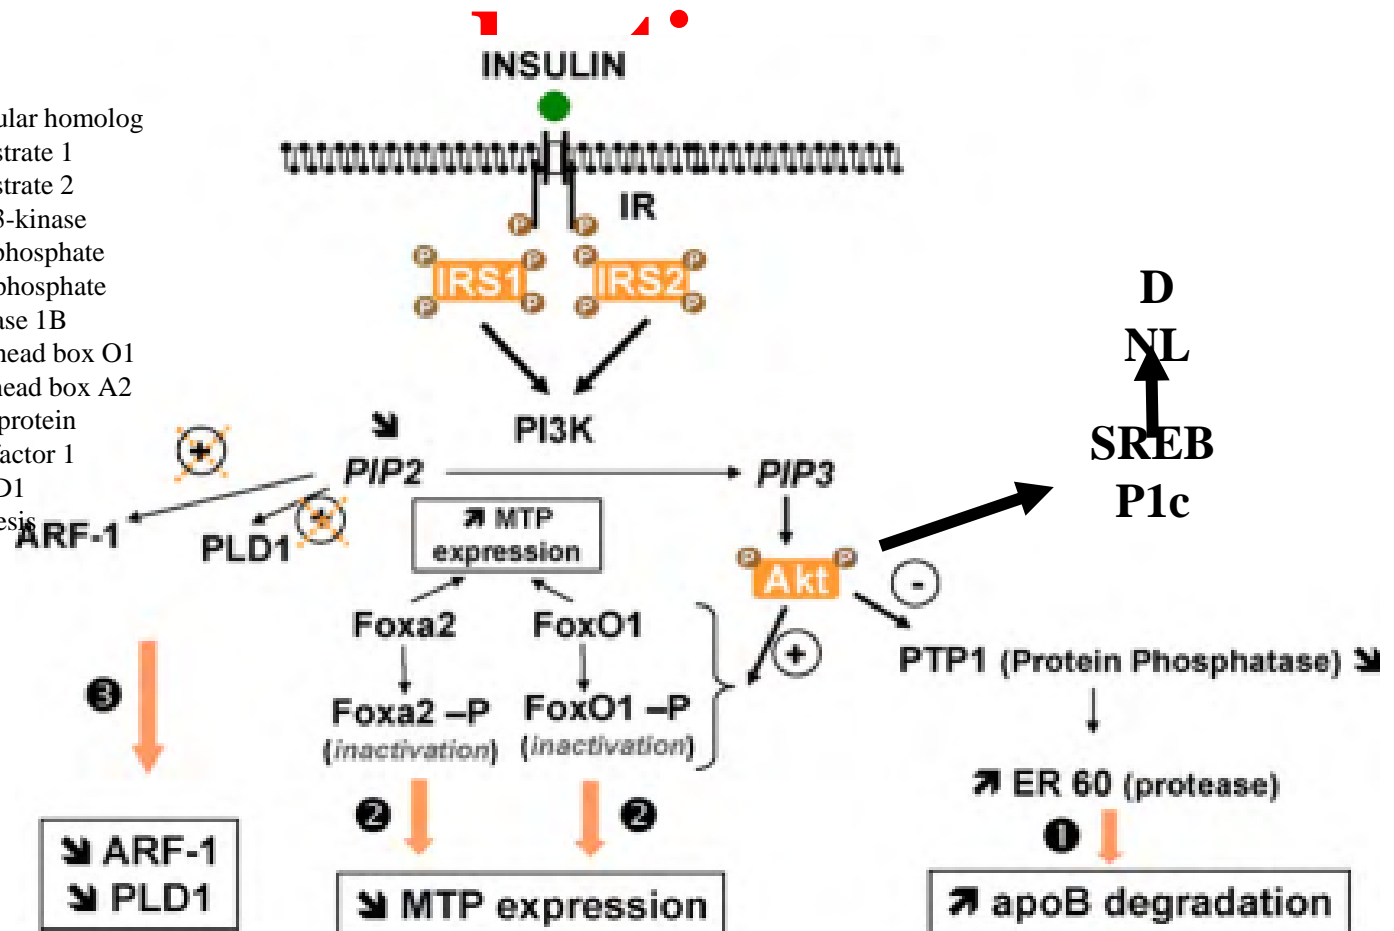 INSULIN
ular homolog
strate 1
strate 2
3-kinase
phosphate
phosphate
ase 1B
head box O1
head box A2
protein
factor 1
D1
esis
IR
P P
P P P P
IRS1 IRS2
P P P P
D
NL
SREB
P1c
PI3K
+
PIP2 PIP3
ARF-1 PLD1 +
MTP
expression
P P
Akt
-
Foxa2 FoxO1
+
PTP1 (Protein Phosphatase)
Foxa2 –P FoxO1 –P
(inactivation) (inactivation)
3
ER 60 (protease)
2 2 1
ARF-1
PLD1
MTP expression
apoB degradation